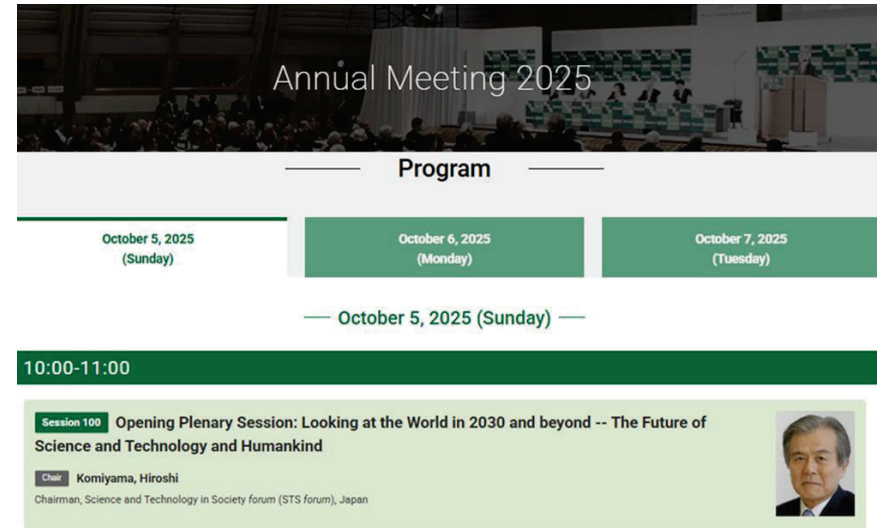 Annual Meeting 2025
Program
October 5, 2025
(Sunday)
October 6, 2025
(Monday)
October 7, 2025
(Tuesday)
October 5, 2025 (Sunday)
10:00-11:00
Session 100 Opening Plenary Session: Looking at the World in 2030 and beyond -- The Future of
Science and Technology and Humankind
Chair Komiyama, Hiroshi
Chairman, Science and Technology in Society forum (STS forum), Japan